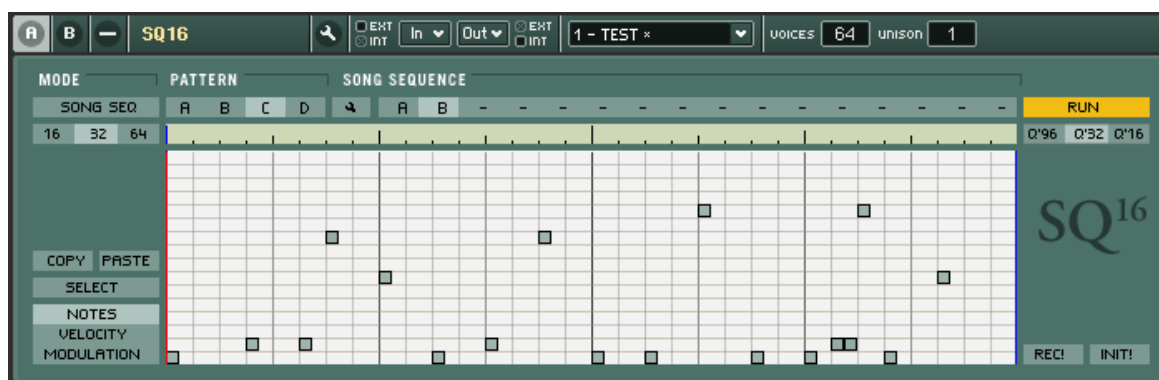 A B SQ16 EXT INT In Out EXT INT 1 - TEST × VOICES 64 UNISON 1
MODE PATTERN SONG SEQUENCE
SONG SEQ A B C D A B - - - - - - - - - - - - - - RUN
16 32 64 Q'96 Q'32 Q'16
SQ16
COPY PASTE
SELECT
NOTES
VELOCITY
MODULATION REC! INIT!